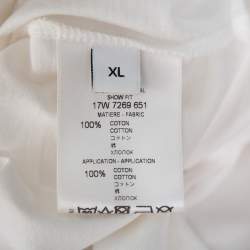 XL
XL
SHOW FIT
17W 7269 651
MATIERE - FABRIC
100% COTON
COTTON
コットン
棉
ХЛОПОК
APPLICATION - APPLICATION
100% COTON
COTTON
コットン
棉
ХЛОПОК